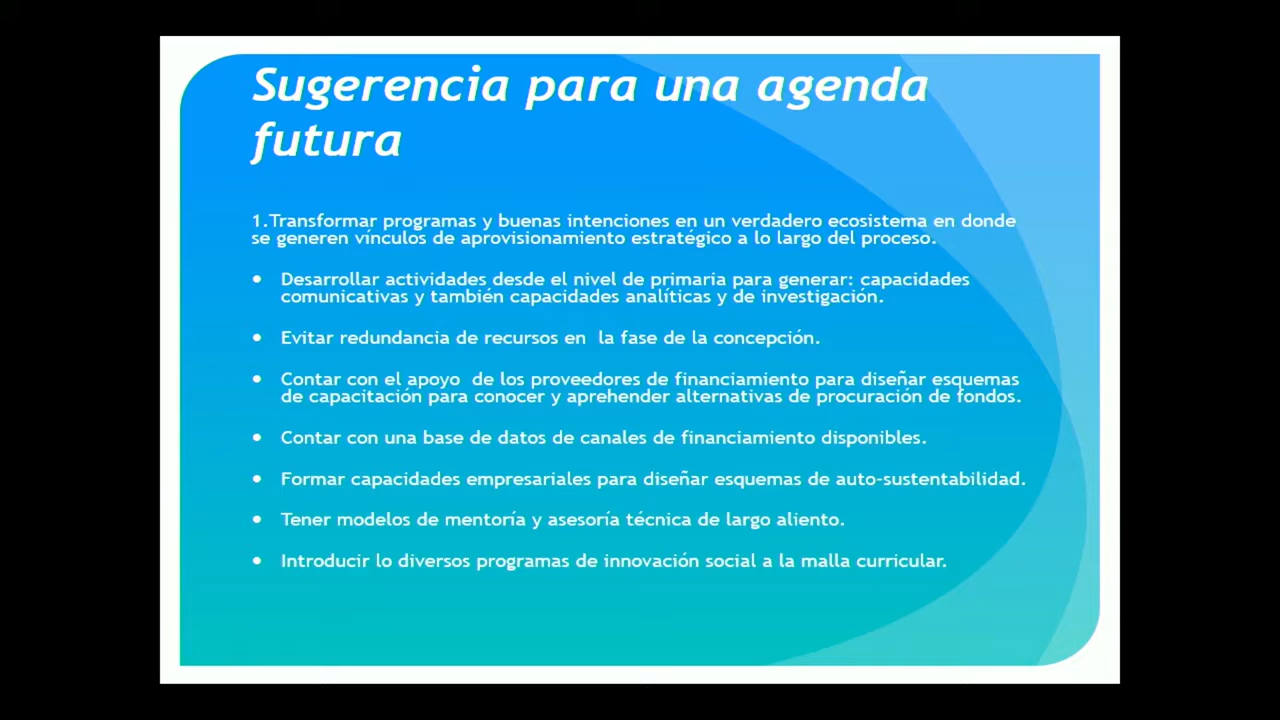 Sugerencia para una agenda
futura
1.Transformar programas y buenas intenciones en un verdadero ecosistema en donde
se generen vínculos de aprovisionamiento estratégico a lo largo del proceso.
• Desarrollar actividades desde el nivel de primaria para generar: capacidades
comunicativas y también capacidades analíticas y de investigación.
• Evitar redundancia de recursos en  la fase de la concepción.
• Contar con el apoyo  de los proveedores de financiamiento para diseñar esquemas
de capacitación para conocer y aprehender alternativas de procuración de fondos.
• Contar con una base de datos de canales de financiamiento disponibles.
• Formar capacidades empresariales para diseñar esquemas de auto-sustentabilidad.
• Tener modelos de mentoría y asesoría técnica de largo aliento.
• Introducir lo diversos programas de innovación social a la malla curricular.